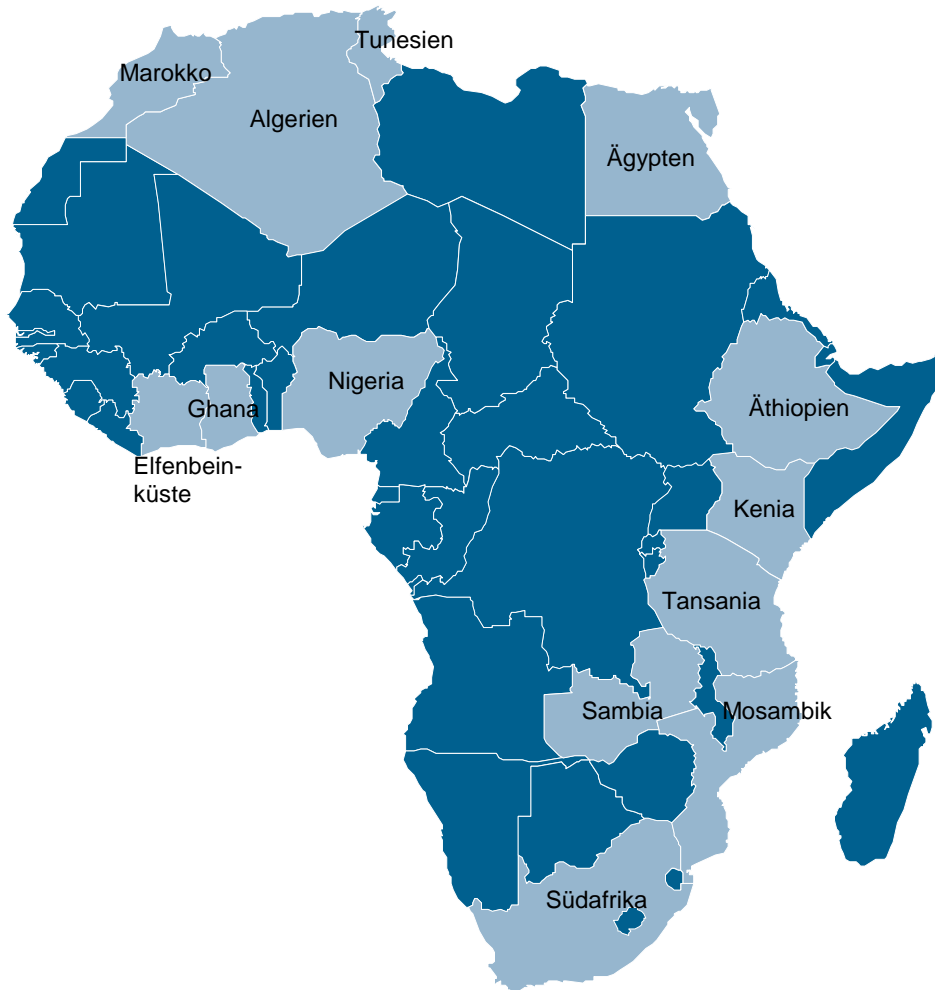 Tunesien
Marokko
Algerien
Ägypten
Nigeria
Ghana
Äthiopien
Elfenbein-
küste
Kenia
Tansania
Sambia
Mosambik
Südafrika